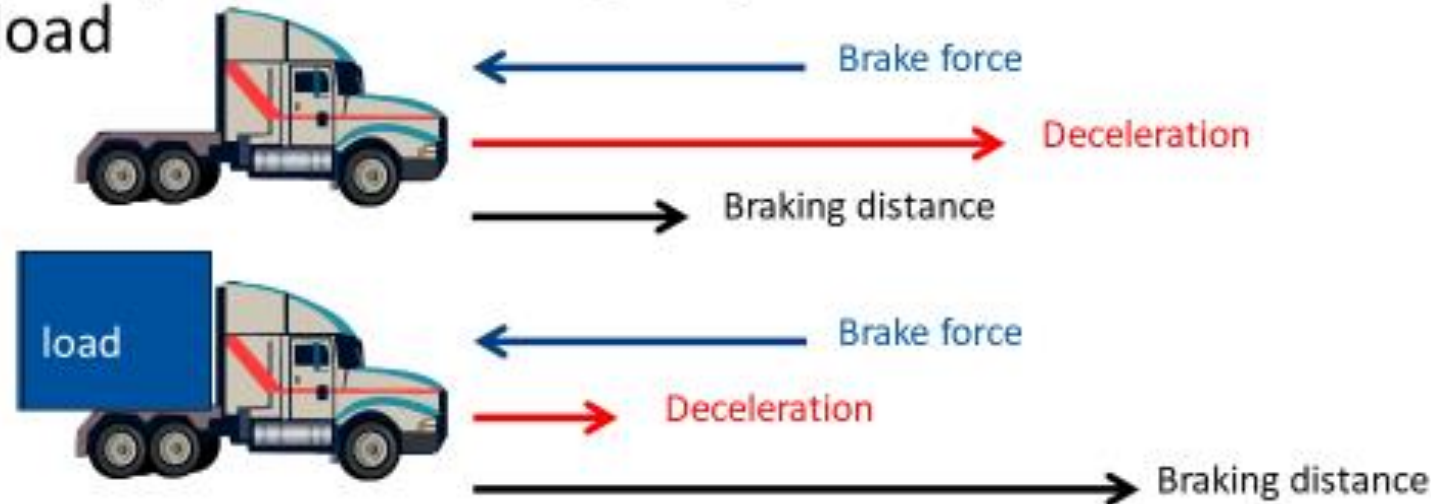 oad
Brake force
Deceleration
Braking distance
load
Brake force
Deceleration
Braking distance